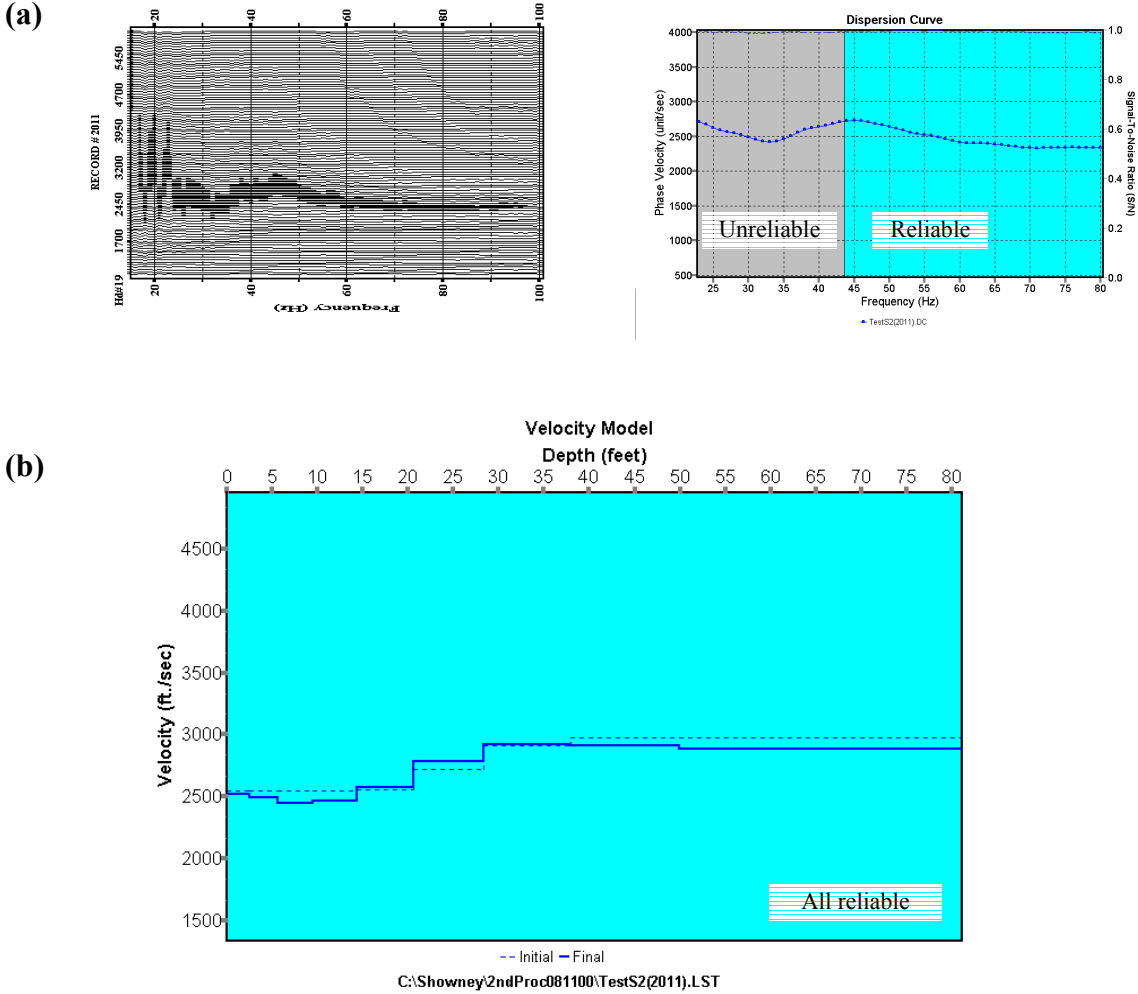 (a)
20 40 60 80 100
RECORD # 2011
5450
4700
3950
3200
2450
1700
20 40 60 80 100
Frequency (Hz)
Dispersion Curve
Phase Velocity (unit/sec)
4000
3500
3000
2500
2000
1500
1000
500
Unreliable
Reliable
1.0
0.8
0.6
0.4
0.2
0.0
Signal-To-Noise Ratio (S/N)
25 30 35 40 45 50 55 60 65 70 75 80
Frequency (Hz)
TestS2(2011).DC
(b)
Velocity Model
Depth (feet)
0 5 10 15 20 25 30 35 40 45 50 55 60 65 70 75 80
Velocity (ft./sec)
4500
4000
3500
3000
2500
2000
1500
All reliable
Initial Final
C:\Showney\2ndProc081100\TestS2(2011).LST